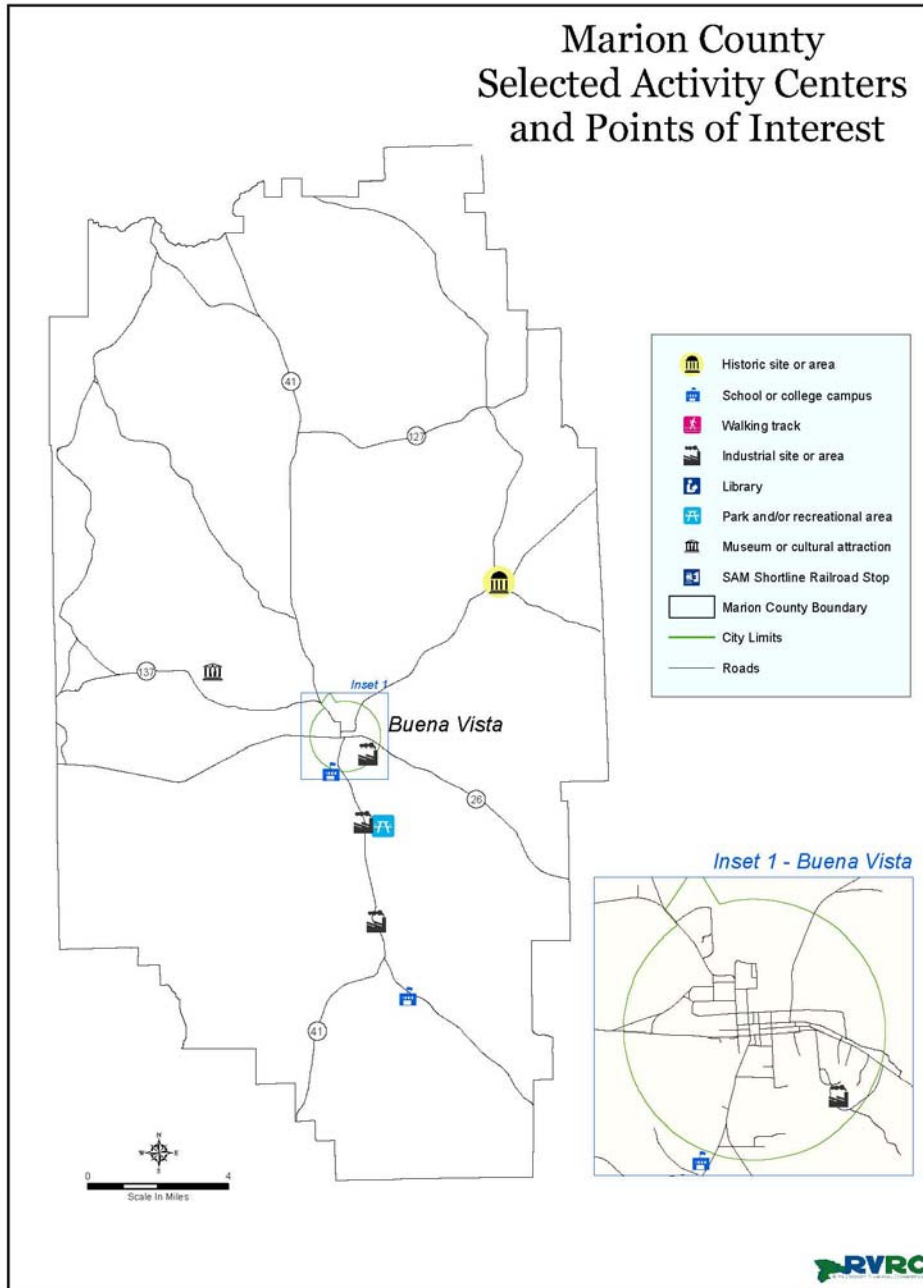 Marion County
Selected Activity Centers
and Points of Interest
41
127
Historic site or area
School or college campus
Walking track
Industrial site or area
Library
Park and/or recreational area
Museum or cultural attraction
SAM Shortline Railroad Stop
Marion County Boundary
City Limits
Roads
137
Inset 1
Buena Vista
26
Inset 1 - Buena Vista
41
N
W E
S
0 4
Scale In Miles
RVRC